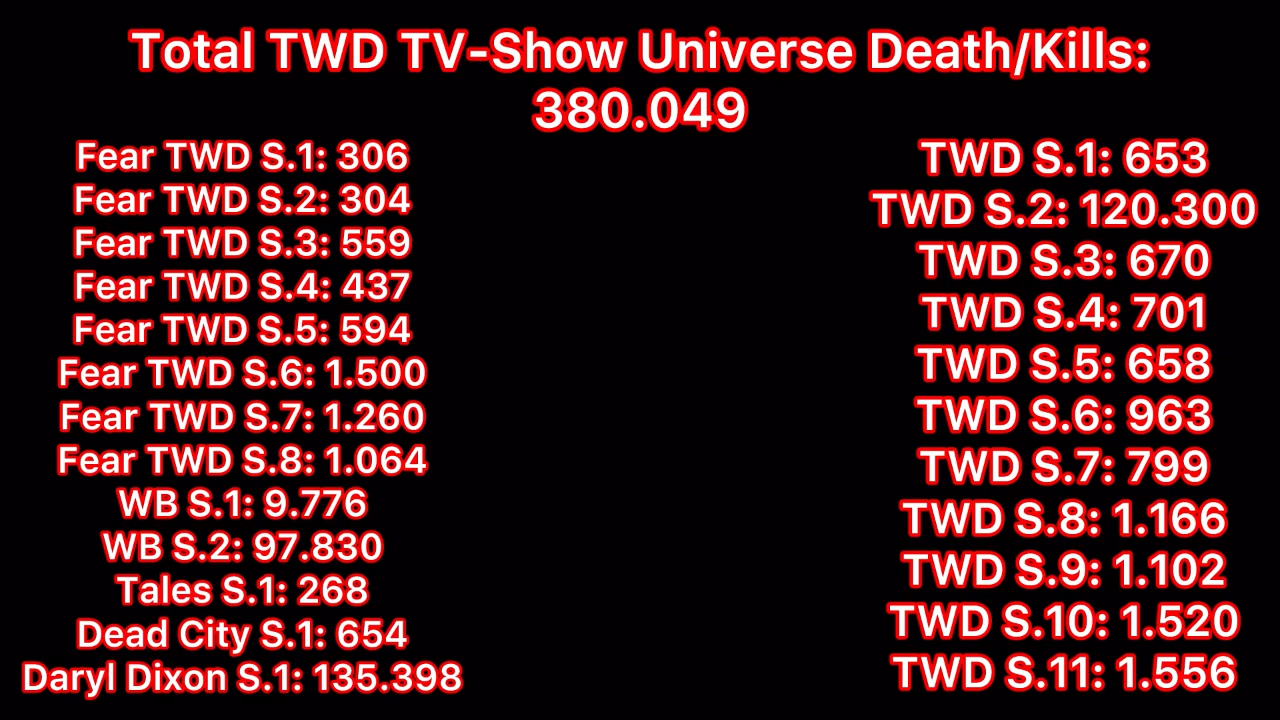 Total TWD TV-Show Universe Death/Kills:
380.049
Fear TWD S.1: 306
Fear TWD S.2: 304
Fear TWD S.3: 559
Fear TWD S.4: 437
Fear TWD S.5: 594
Fear TWD S.6: 1.500
Fear TWD S.7: 1.260
Fear TWD S.8: 1.064
WB S.1: 9.776
WB S.2: 97.830
Tales S.1: 268
Dead City S.1: 654
Daryl Dixon S.1: 135.398
TWD S.1: 653
TWD S.2: 120.300
TWD S.3: 670
TWD S.4: 701
TWD S.5: 658
TWD S.6: 963
TWD S.7: 799
TWD S.8: 1.166
TWD S.9: 1.102
TWD S.10: 1.520
TWD S.11: 1.556